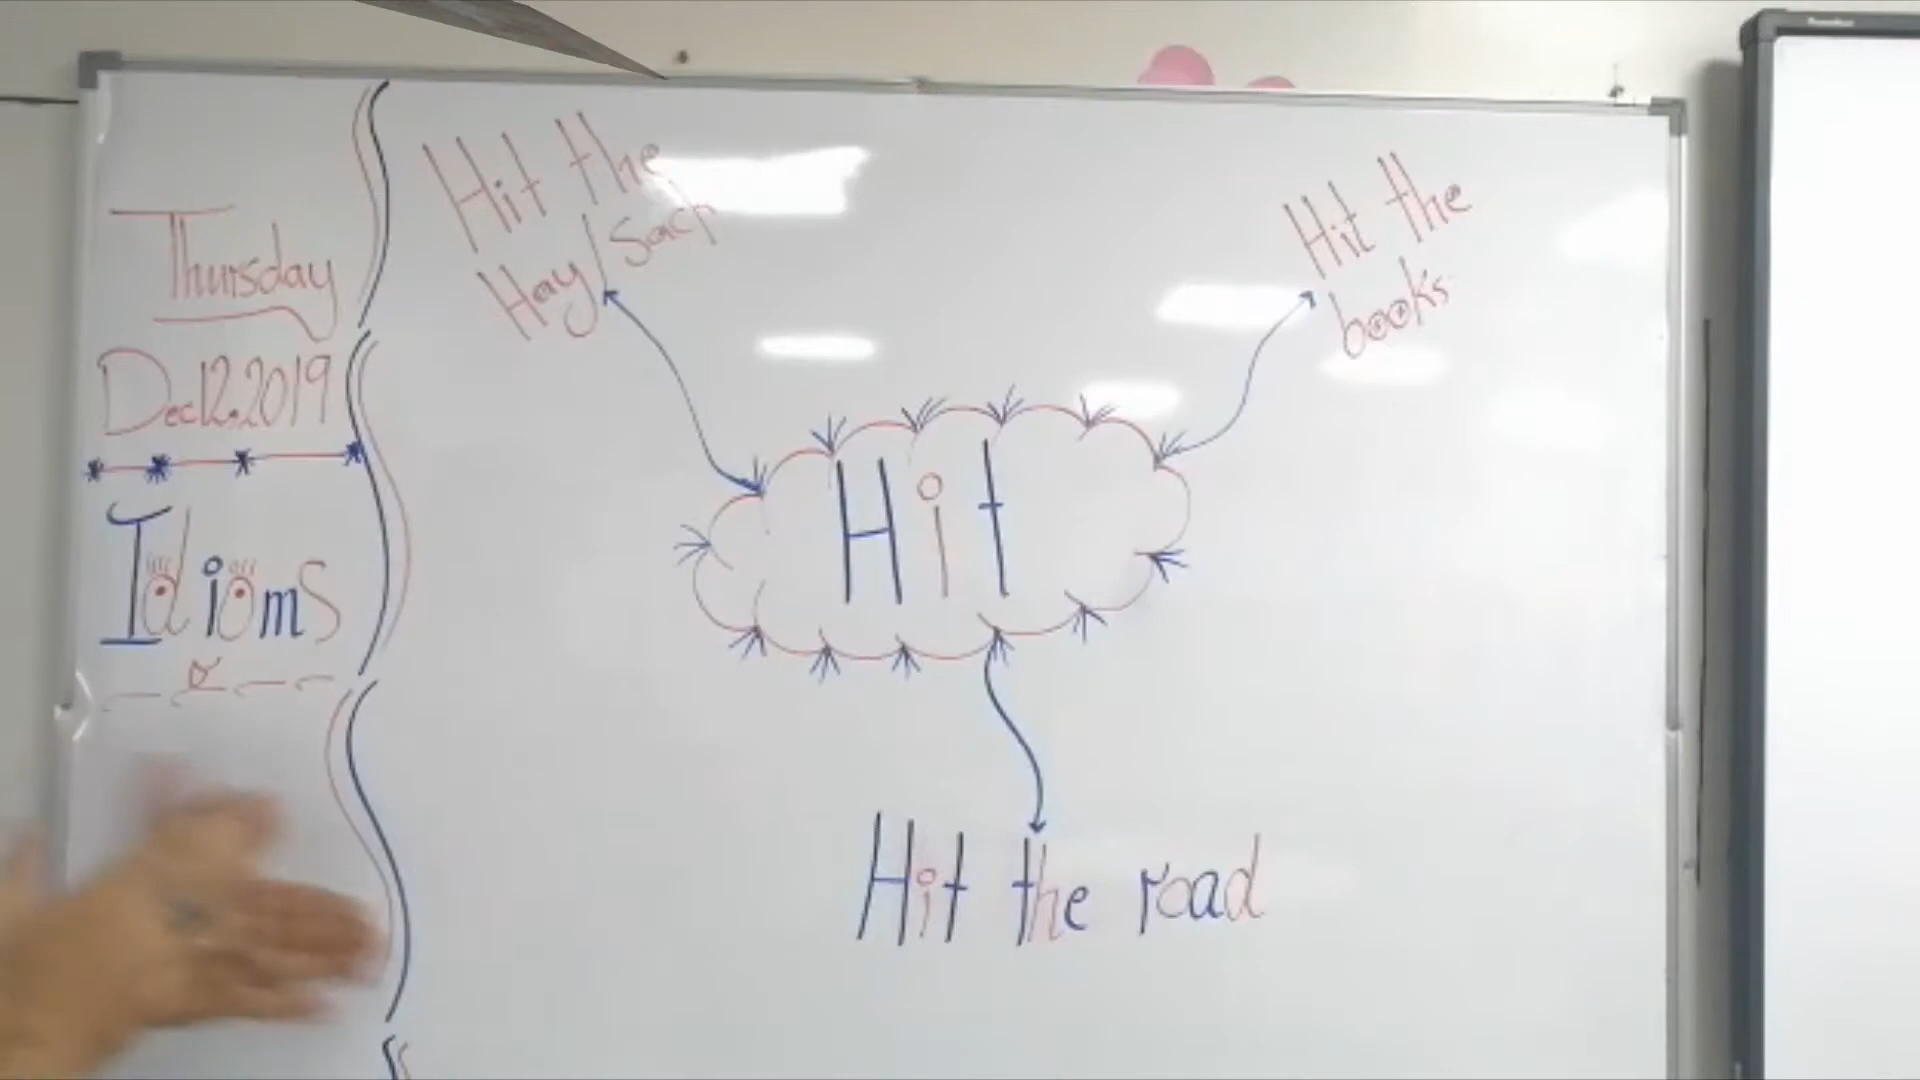 Thursday
Dec12.2019
Idioms
Hit the
Hay/Sack
Hit the
books
Hit
Hit the road